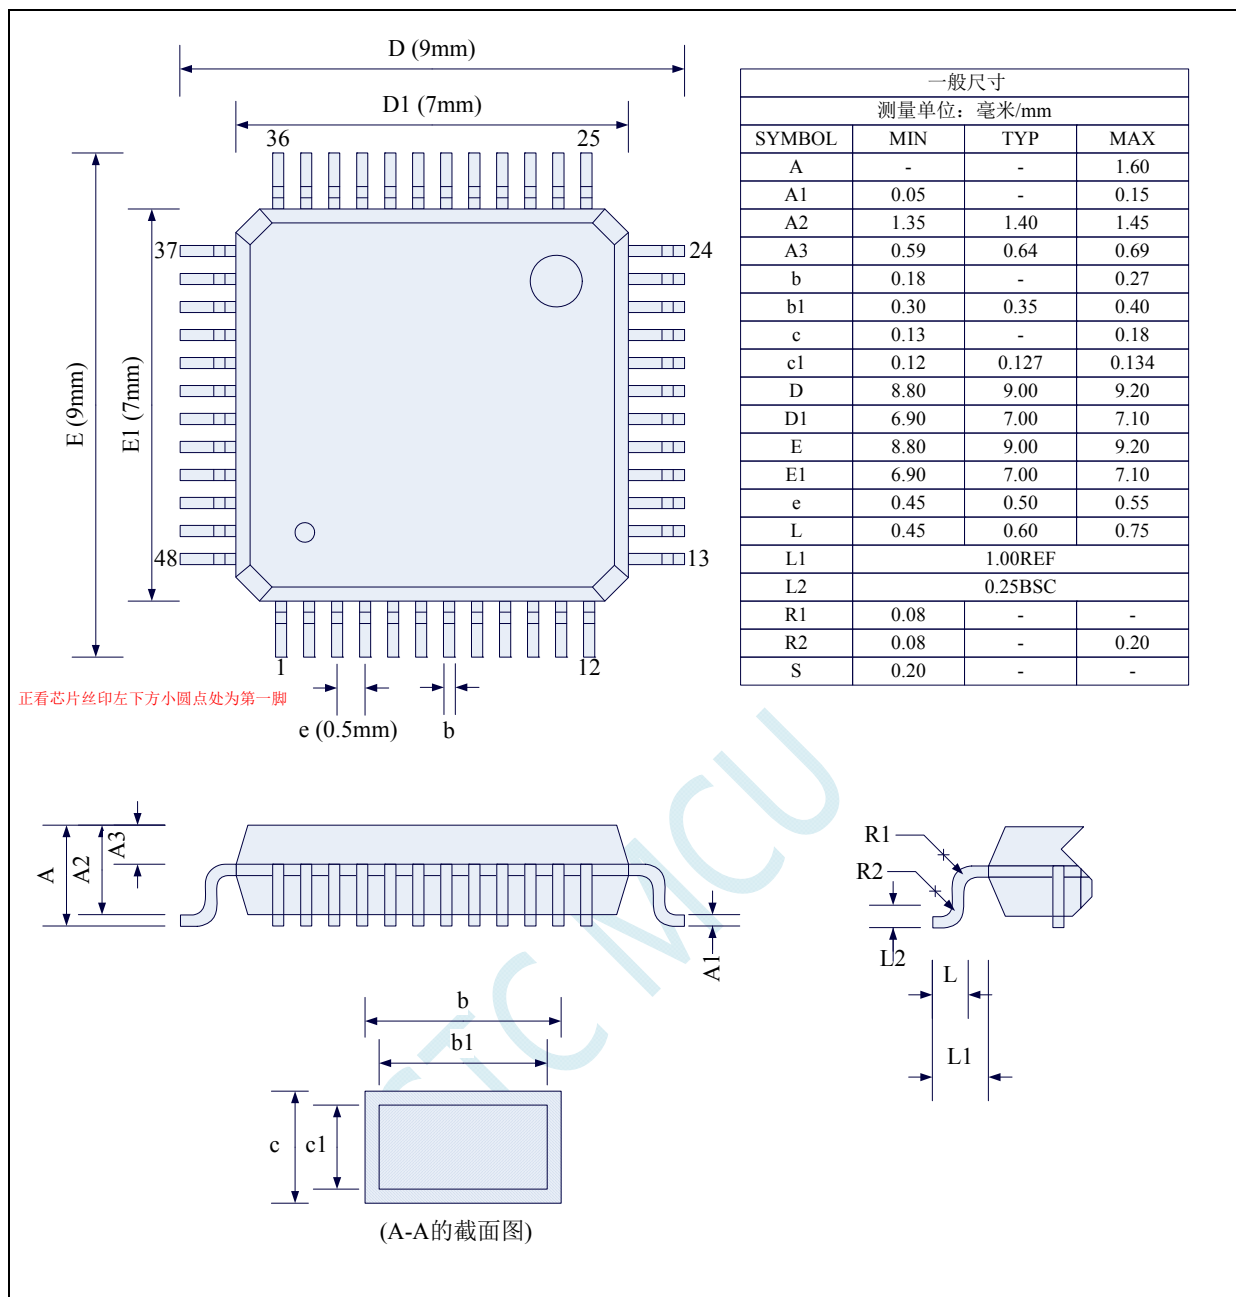 D (9mm)
D1 (7mm)
36
25
37
24
E (9mm)
E1 (7mm)
48
13
1
12
正看芯片丝印左下方小圆点处为第一脚
e (0.5mm)
b
一般尺寸
测量单位：毫米/mm
SYMBOL MIN TYP MAX
A - - 1.60
A1 0.05 - 0.15
A2 1.35 1.40 1.45
A3 0.59 0.64 0.69
b 0.18 - 0.27
b1 0.30 0.35 0.40
c 0.13 - 0.18
c1 0.12 0.127 0.134
D 8.80 9.00 9.20
D1 6.90 7.00 7.10
E 8.80 9.00 9.20
E1 6.90 7.00 7.10
e 0.45 0.50 0.55
L 0.45 0.60 0.75
L1 1.00REF
L2 0.25BSC
R1 0.08 - -
R2 0.08 - 0.20
S 0.20 - -
A
A2
A3
A1
R1
R2
L2
L
L1
b
b1
c
c1
(A-A的截面图)
STC MCU